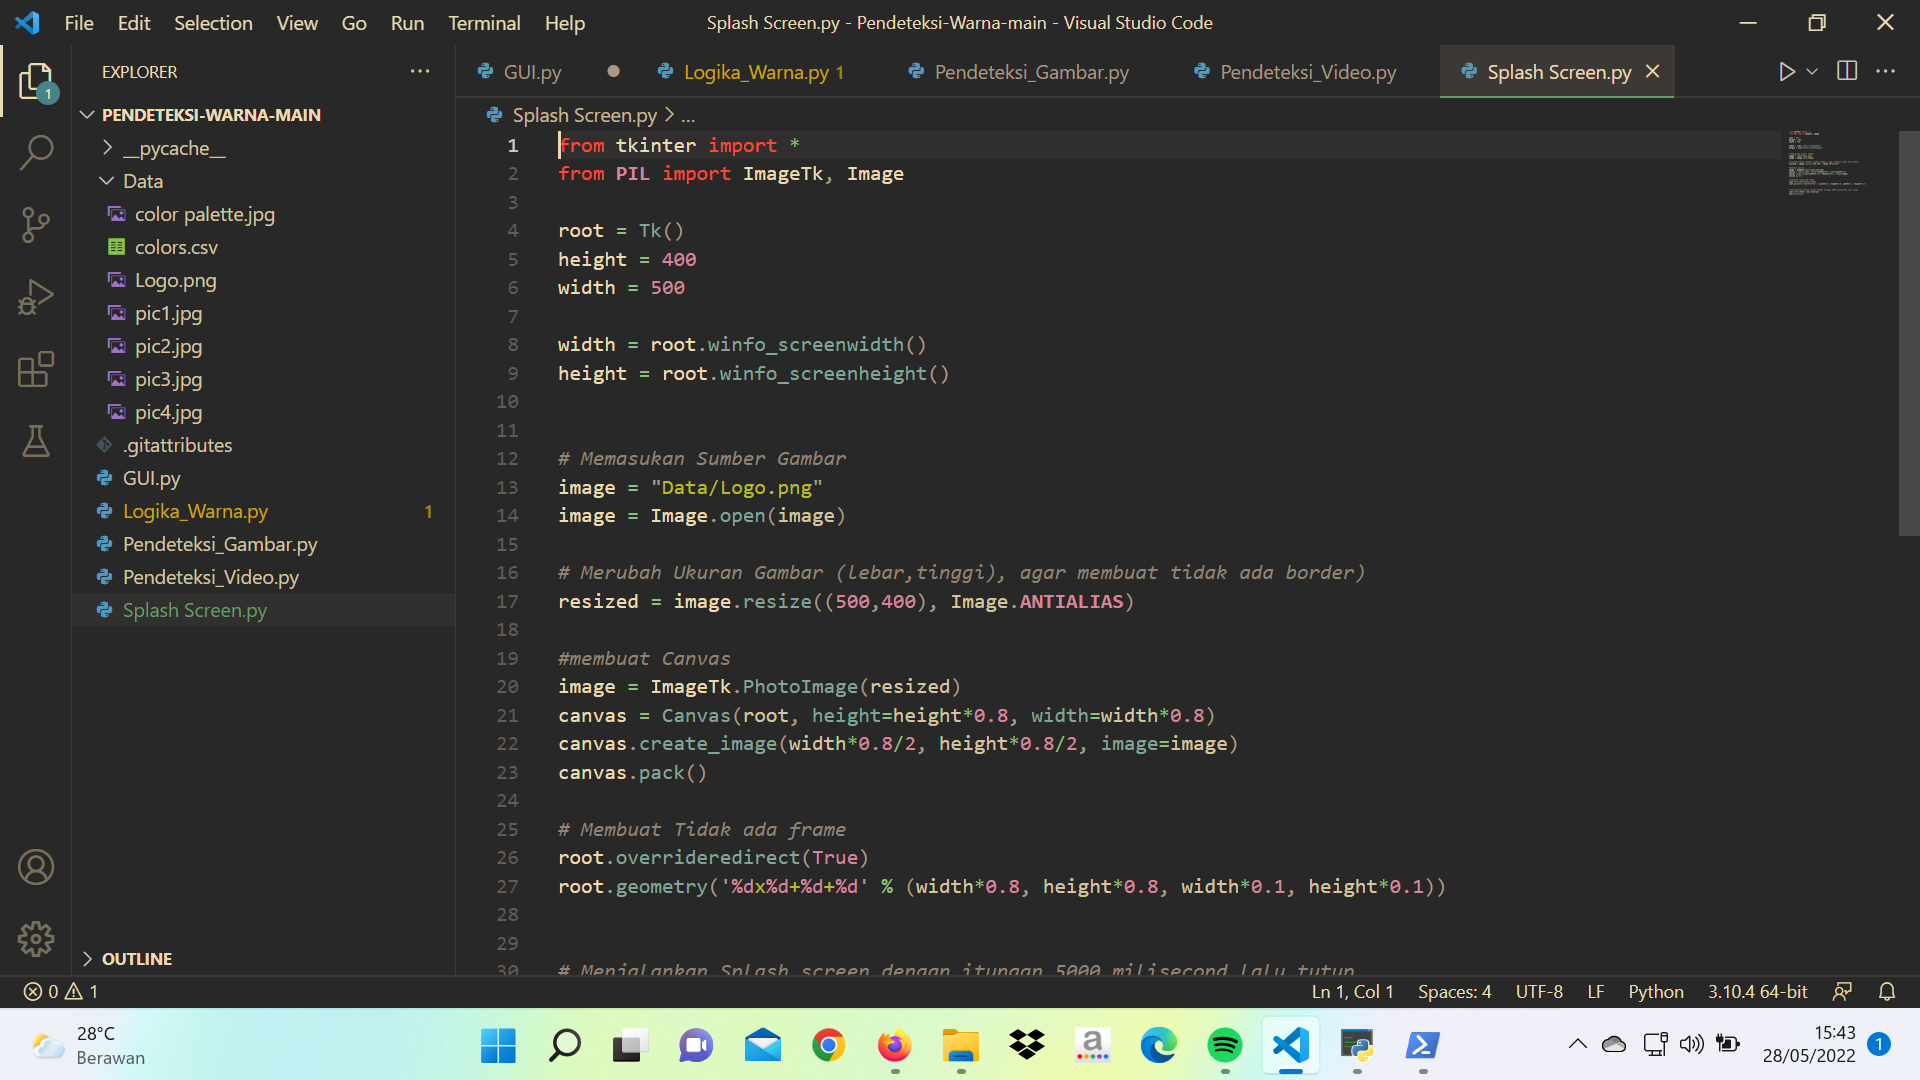 File Edit Selection View Go Run Terminal Help
Splash Screen.py - Pendeteksi-Warna-main - Visual Studio Code
EXPLORER
1
PENDETEKSI-WARNA-MAIN
__pycache__
Data
color palette.jpg
colors.csv
Logo.png
pic1.jpg
pic2.jpg
pic3.jpg
pic4.jpg
.gitattributes
GUI.py
Logika_Warna.py 1
Pendeteksi_Gambar.py
Pendeteksi_Video.py
Splash Screen.py
OUTLINE
GUI.py Logika_Warna.py 1 Pendeteksi_Gambar.py Pendeteksi_Video.py Splash Screen.py
Splash Screen.py > ...
1 from tkinter import *
2 from PIL import ImageTk, Image
3
4 root = Tk()
5 height = 400
6 width = 500
7
8 width = root.winfo_screenwidth()
9 height = root.winfo_screenheight()
10
11
12 # Memasukan Sumber Gambar
13 image = "Data/Logo.png"
14 image = Image.open(image)
15
16 # Merubah Ukuran Gambar (lebar,tinggi), agar membuat tidak ada border)
17 resized = image.resize((500,400), Image.ANTIALIAS)
18
19 #membuat Canvas
20 image = ImageTk.PhotoImage(resized)
21 canvas = Canvas(root, height=height*0.8, width=width*0.8)
22 canvas.create_image(width*0.8/2, height*0.8/2, image=image)
23 canvas.pack()
24
25 # Membuat Tidak ada frame
26 root.overrideredirect(True)
27 root.geometry('%dx%d+%d+%d' % (width*0.8, height*0.8, width*0.1, height*0.1))
28
29
30 # Menjalankan Splash screen dengan itungan 5000 milisecond lalu tutup
0 1
Ln 1, Col 1 Spaces: 4 UTF-8 LF Python 3.10.4 64-bit
28°C
Berawan
a
15:43
28/05/2022
1